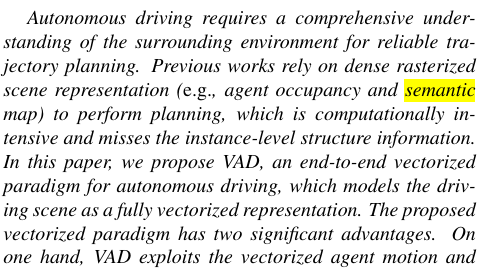 Autonomous driving requires a comprehensive under-
standing of the surrounding environment for reliable tra-
jectory planning. Previous works rely on dense rasterized
scene representation (e.g., agent occupancy and semantic
map) to perform planning, which is computationally in-
tensive and misses the instance-level structure information.
In this paper, we propose VAD, an end-to-end vectorized
paradigm for autonomous driving, which models the driv-
ing scene as a fully vectorized representation. The proposed
vectorized paradigm has two significant advantages. On
one hand, VAD exploits the vectorized agent motion and